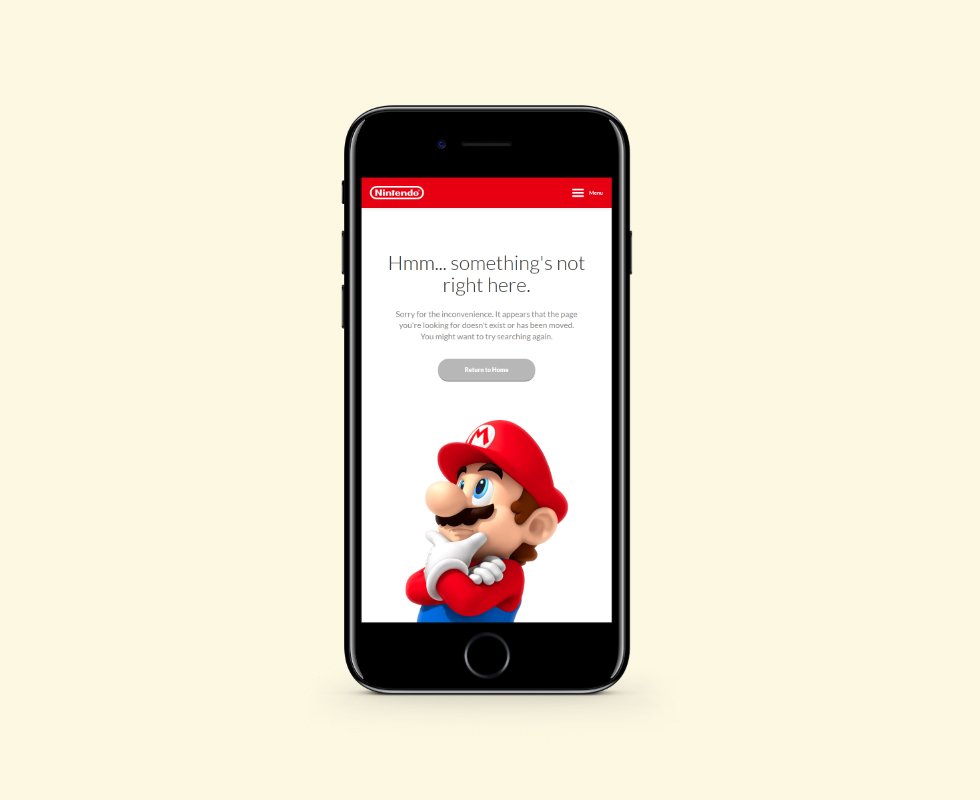 Nintendo
Menu
Hmm... something's not
right here.
Sorry for the inconvenience. It appears that the page
you're looking for doesn't exist or has been moved.
You might want to try searching again.
Return to Home
M